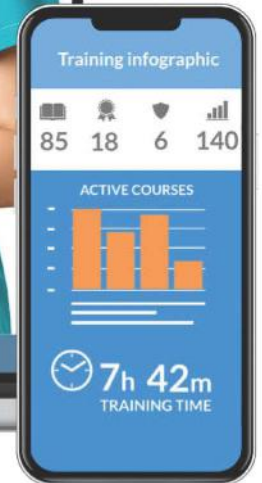 Training infographic
85 18 6 140
ACTIVE COURSES
7h 42m
TRAINING TIME